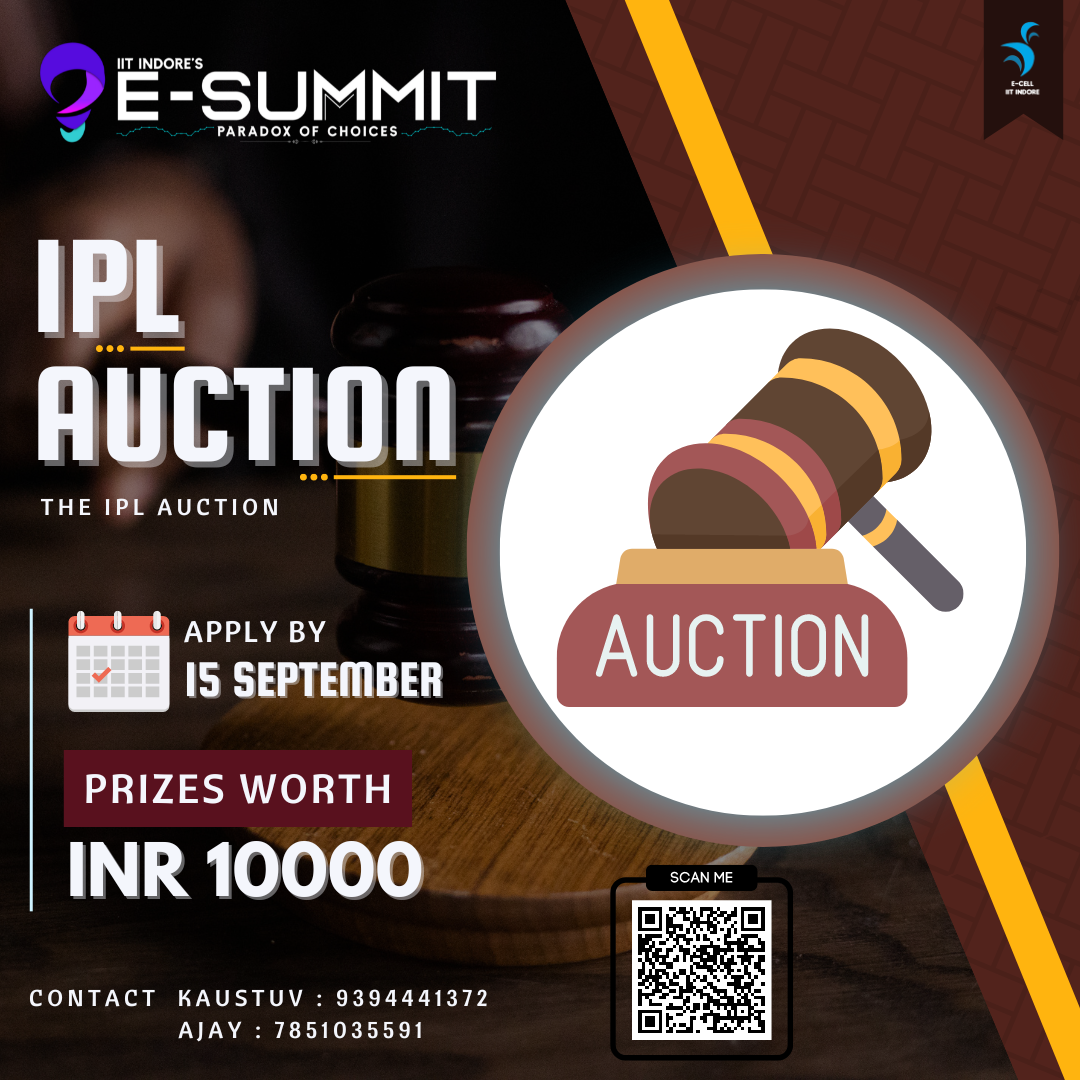 IIT INDORE'S
E-SUMMIT
PARADOX OF CHOICES
E-CELL
IIT INDORE
IPL
AUCTION
THE IPL AUCTION
AUCTION
APPLY BY
15 SEPTEMBER
PRIZES WORTH
INR 10000
SCAN ME
CONTACT KAUSTUV : 9394441372
AJAY : 7851035591